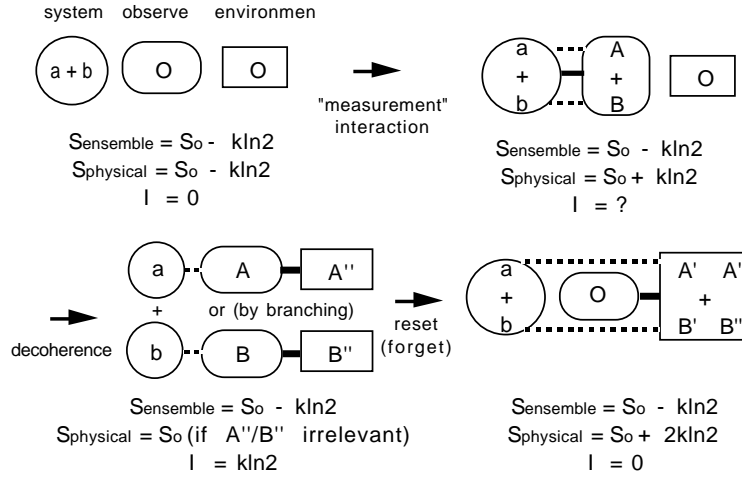 system observe environmen
a + b O O
"measurement"
interaction
Sensemble = So - kln2
Sphysical = So - kln2
I = 0
a A
+ + O
b B
Sensemble = So - kln2
Sphysical = So + kln2
I = ?
decoherence
a A A''
+ or (by branching)
b B B''
Sensemble = So - kln2
Sphysical = So (if A''/B'' irrelevant)
I = kln2
reset
(forget)
a A' A'
+ O +
b B' B''
Sensemble = So - kln2
Sphysical = So + 2kln2
I = 0